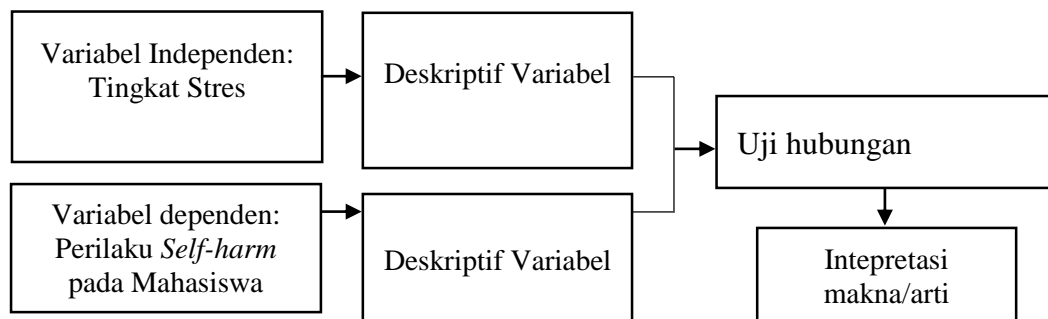 Variabel Independen:
Tingkat Stres
Deskriptif Variabel
Uji hubungan
Variabel dependen:
Perilaku Self-harm
pada Mahasiswa
Deskriptif Variabel
Intepretasi
makna/arti